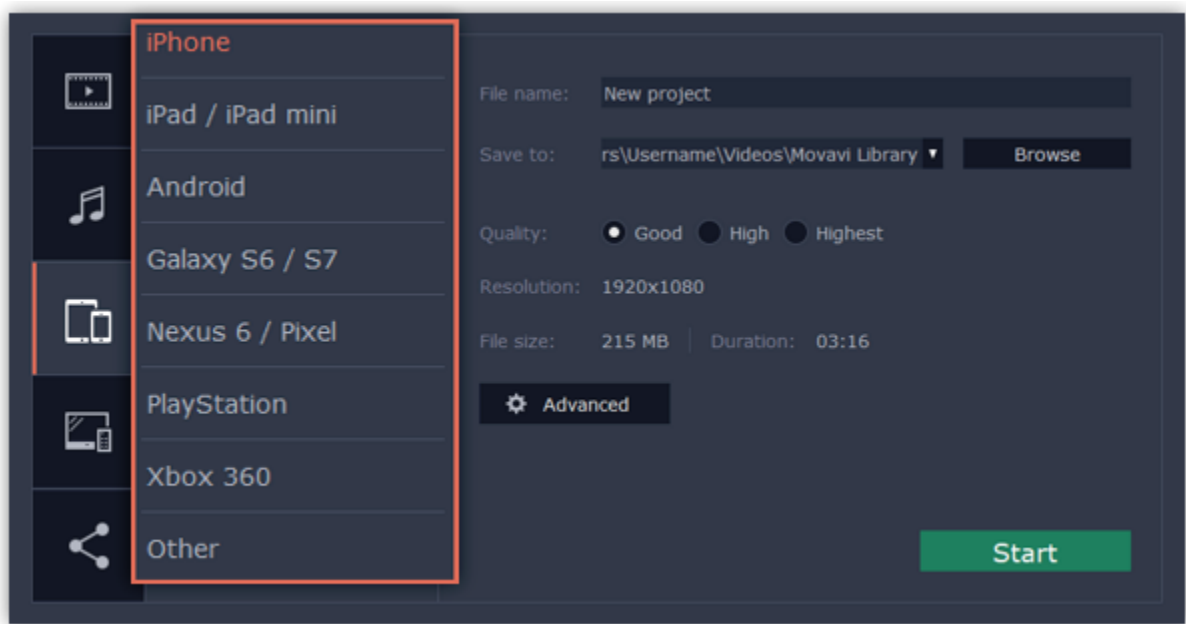 iPhone
iPad / iPad mini
Android
Galaxy S6 / S7
Nexus 6 / Pixel
PlayStation
Xbox 360
Other
File name: New project
Save to: rs\Username\Videos\Movavi Library Browse
Quality: Good High Highest
Resolution: 1920x1080
File size: 215 MB Duration: 03:16
Advanced
Start